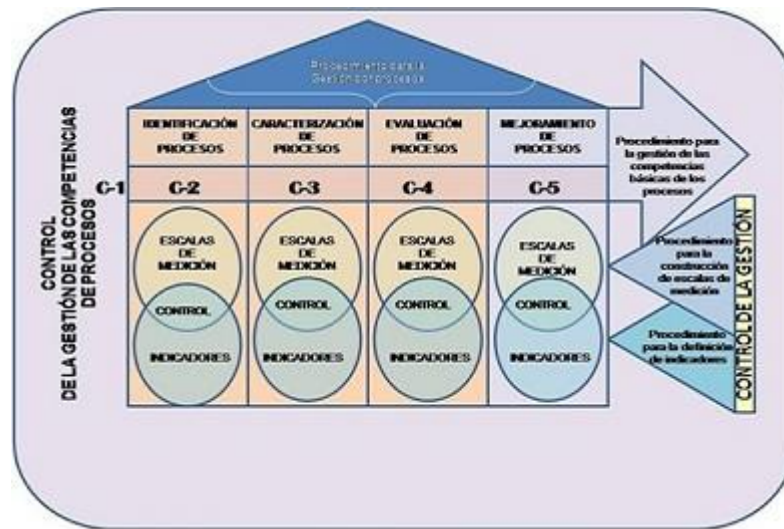 Procedimiento para la
Gestión por procesos
IDENTIFICACIÓN
DE
PROCESOS
CARACTERIZACIÓN
DE
PROCESOS
EVALUACIÓN
DE
PROCESOS
MEJORAMIENTO
DE
PROCESOS
Procedimiento para
la gestión de las
competencias
básicas de los
procesos
C-1
C-2
C-3
C-4
C-5
CONTROL
DE LA GESTIÓN DE LAS COMPETENCIAS
DE PROCESOS
ESCALAS
DE
MEDICIÓN
CONTROL
INDICADORES
ESCALAS
DE
MEDICIÓN
CONTROL
INDICADORES
ESCALAS
DE
MEDICIÓN
CONTROL
INDICADORES
ESCALAS
DE
MEDICIÓN
CONTROL
INDICADORES
Procedimiento
para la
construcción
de escalas de
medición
Procedimiento
para la definición
de indicadores
CONTROL DE LA GESTIÓN